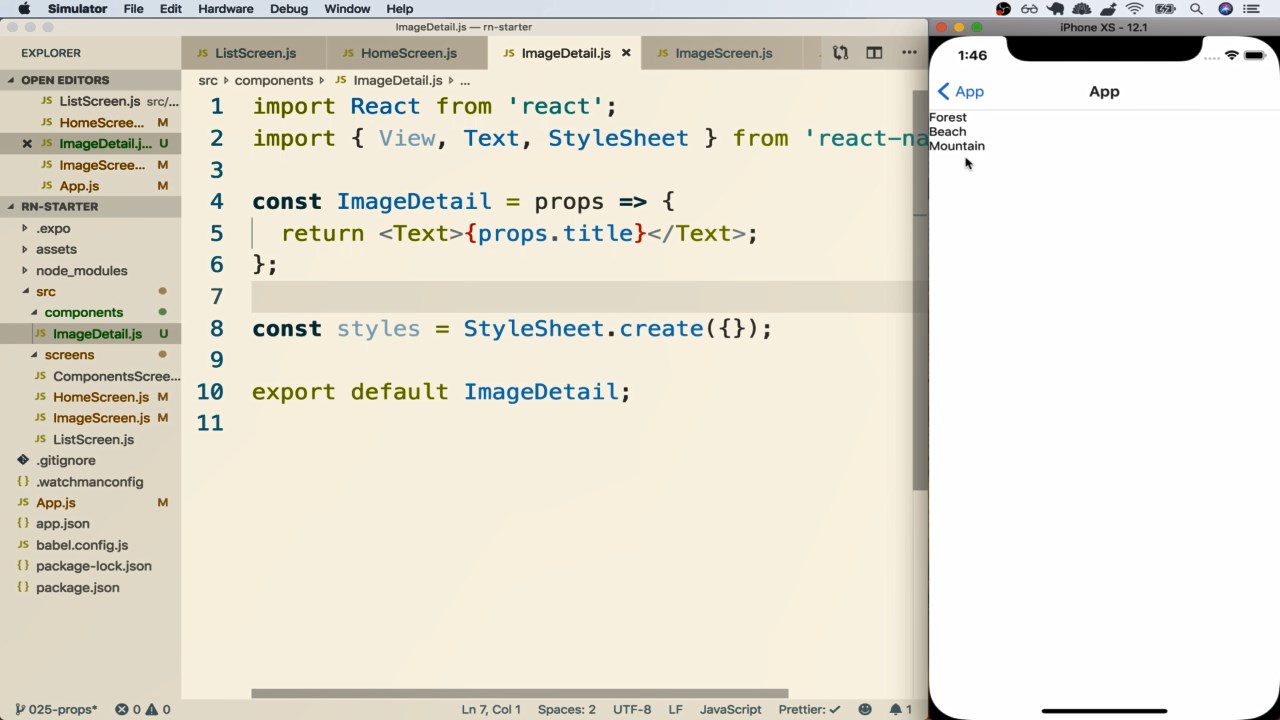 Simulator File Edit Hardware Debug Window Help
ImageDetail.js — rn-starter
iPhone XS - 12.1
EXPLORER
OPEN EDITORS
ListScreen.js src/...
HomeScree... M
ImageDetail.j... U
ImageScree... M
App.js M
RN-STARTER
.expo
assets
node_modules
src
components
JS ImageDetail.js U
screens
JS ComponentsScree...
JS HomeScreen.js M
JS ImageScreen.js M
JS ListScreen.js
.gitignore
{} .watchmanconfig
JS App.js M
{} app.json
JS babel.config.js
{} package-lock.json
{} package.json
JS ListScreen.js JS HomeScreen.js JS ImageDetail.js × JS ImageScreen.js ...
src components JS ImageDetail.js ...
1 import React from 'react';
2 import { View, Text, StyleSheet } from 'react-na
3
4 const ImageDetail = props => {
5 return <Text>{props.title}</Text>;
6 };
7
8 const styles = StyleSheet.create({});
9
10 export default ImageDetail;
11
1:46
App App
Forest
Beach
Mountain
025-props* 0 0 Ln 7, Col 1 Spaces: 2 UTF-8 LF JavaScript Prettier: ✓ 1